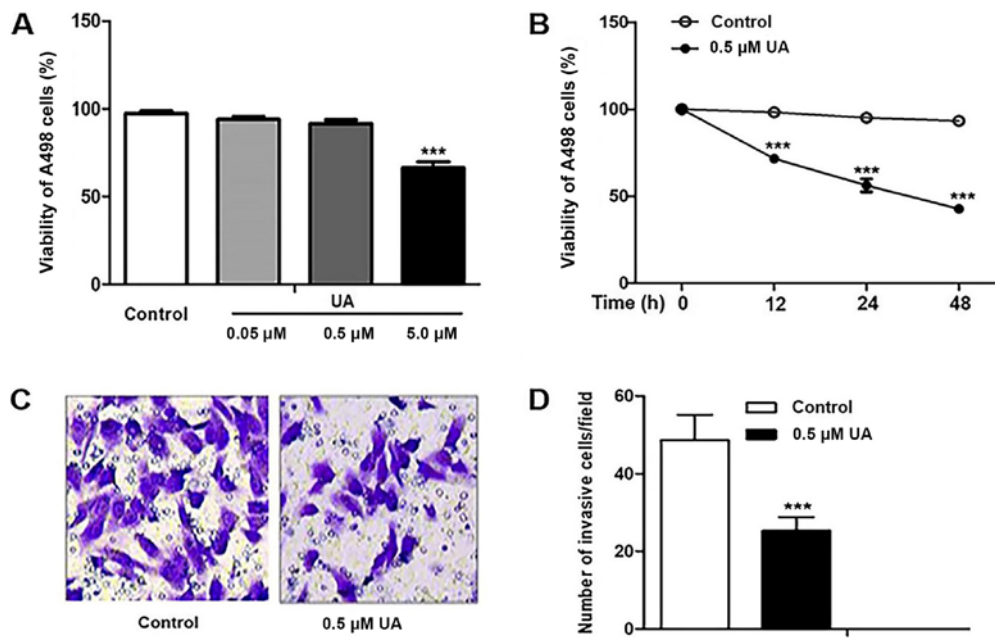 A
Viability of A498 cells (%)
150
100
50
0
***
Control
UA
0.05 µM
0.5 µM
5.0 µM
B
Control
0.5 µM UA
Viability of A498 cells (%)
150
100
50
0
***
***
***
Time (h)
0
12
24
48
C
Control
0.5 µM UA
D
Number of invasive cells/field
60
40
20
0
Control
0.5 µM UA
***